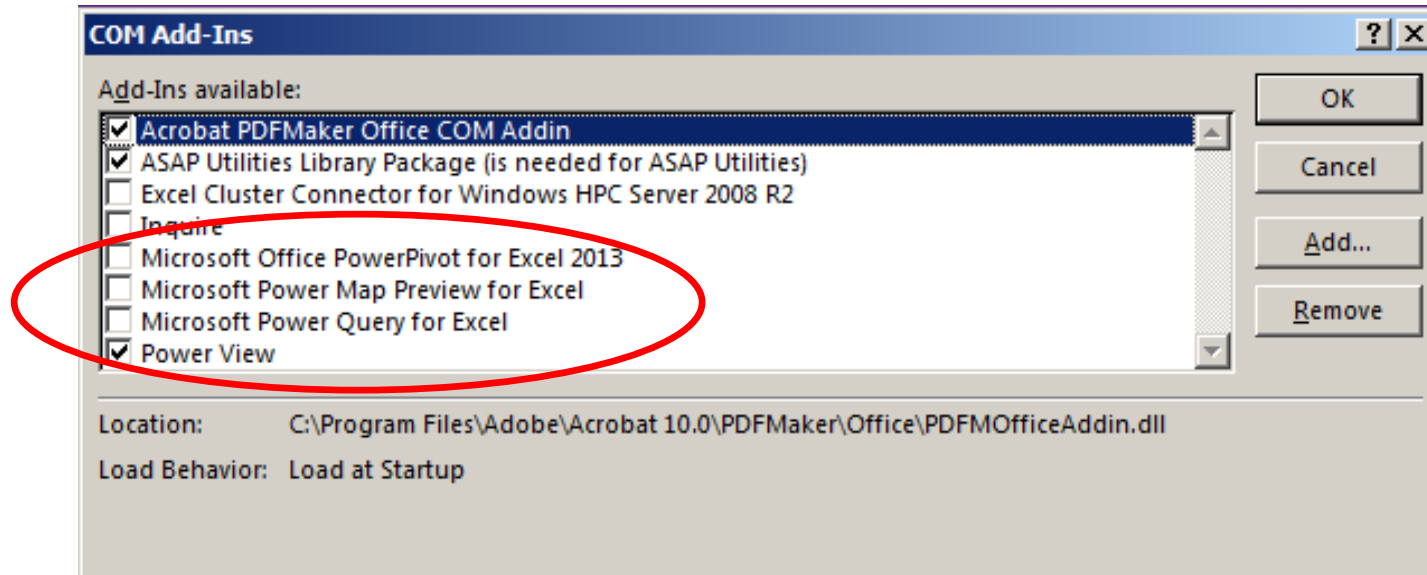 COM Add-Ins
Add-Ins available:
Acrobat PDFMaker Office COM Addin
ASAP Utilities Library Package (is needed for ASAP Utilities)
Excel Cluster Connector for Windows HPC Server 2008 R2
Inquire
Microsoft Office PowerPivot for Excel 2013
Microsoft Power Map Preview for Excel
Microsoft Power Query for Excel
Power View
OK
Cancel
Add...
Remove
Location: C:\Program Files\Adobe\Acrobat 10.0\PDFMaker\Office\PDFMOfficeAddin.dll
Load Behavior: Load at Startup